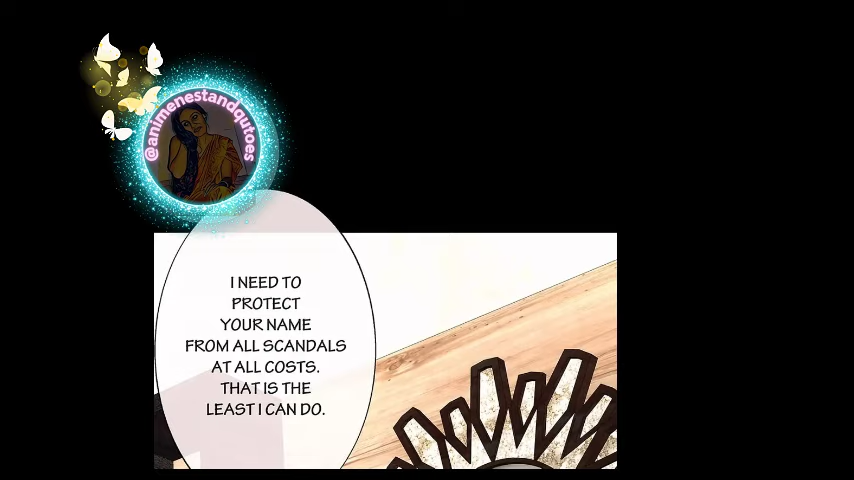 @animenestandqutoes
I NEED TO
PROTECT
YOUR NAME
FROM ALL SCANDALS
AT ALL COSTS.
THAT IS THE
LEAST I CAN DO.